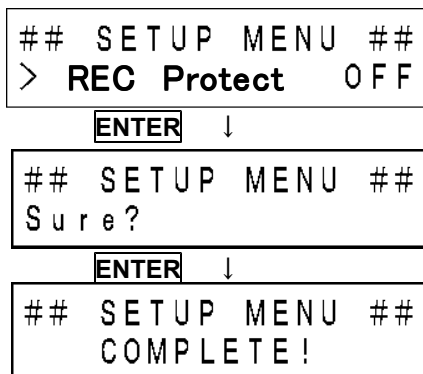 ## SETUP MENU ##
> REC Protect OFF
ENTER ↓
## SETUP MENU ##
Sure?
ENTER ↓
## SETUP MENU ##
COMPLETE!